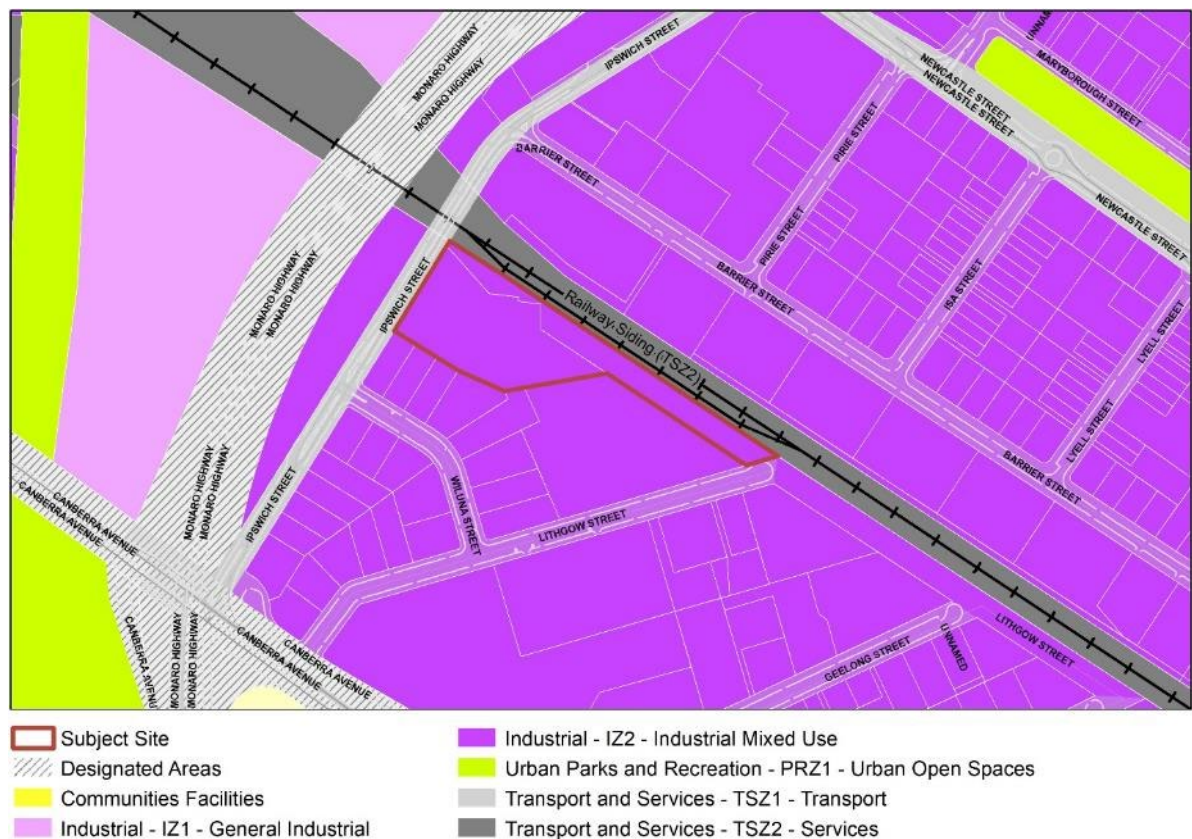 MONARO HIGHWAY
MONARO HIGHWAY
IPSWICH STREET
NEWCASTLE STREET
NEWCASTLE STREET
MARYBOROUGH STREET
PIRIE STREET
BARRIER STREET
NEWCASTLE STREET
IPSWICH STREET
MONARO HIGHWAY
MONARO HIGHWAY
PIRIE STREET
BARRIER STREET
ISA STREET
Railway Siding (TSZ2)
LYELL STREET
LYELL STREET
BARRIER STREET
MONARO HIGHWAY
MONARO HIGHWAY
IPSWICH STREET
WILUNA STREET
LITHGOW STREET
CANBERRA AVENUE
CANBERRA AVENUE
CANBERRA AVENUE
CANBERRA AVENUE
MONARO HIGHWAY
MONARO HIGHWAY
GEELONG STREET
UNNAMED
LITHGOW STREET
Subject Site
Designated Areas
Communities Facilities
Industrial - IZ1 - General Industrial
Industrial - IZ2 - Industrial Mixed Use
Urban Parks and Recreation - PRZ1 - Urban Open Spaces
Transport and Services - TSZ1 - Transport
Transport and Services - TSZ2 - Services